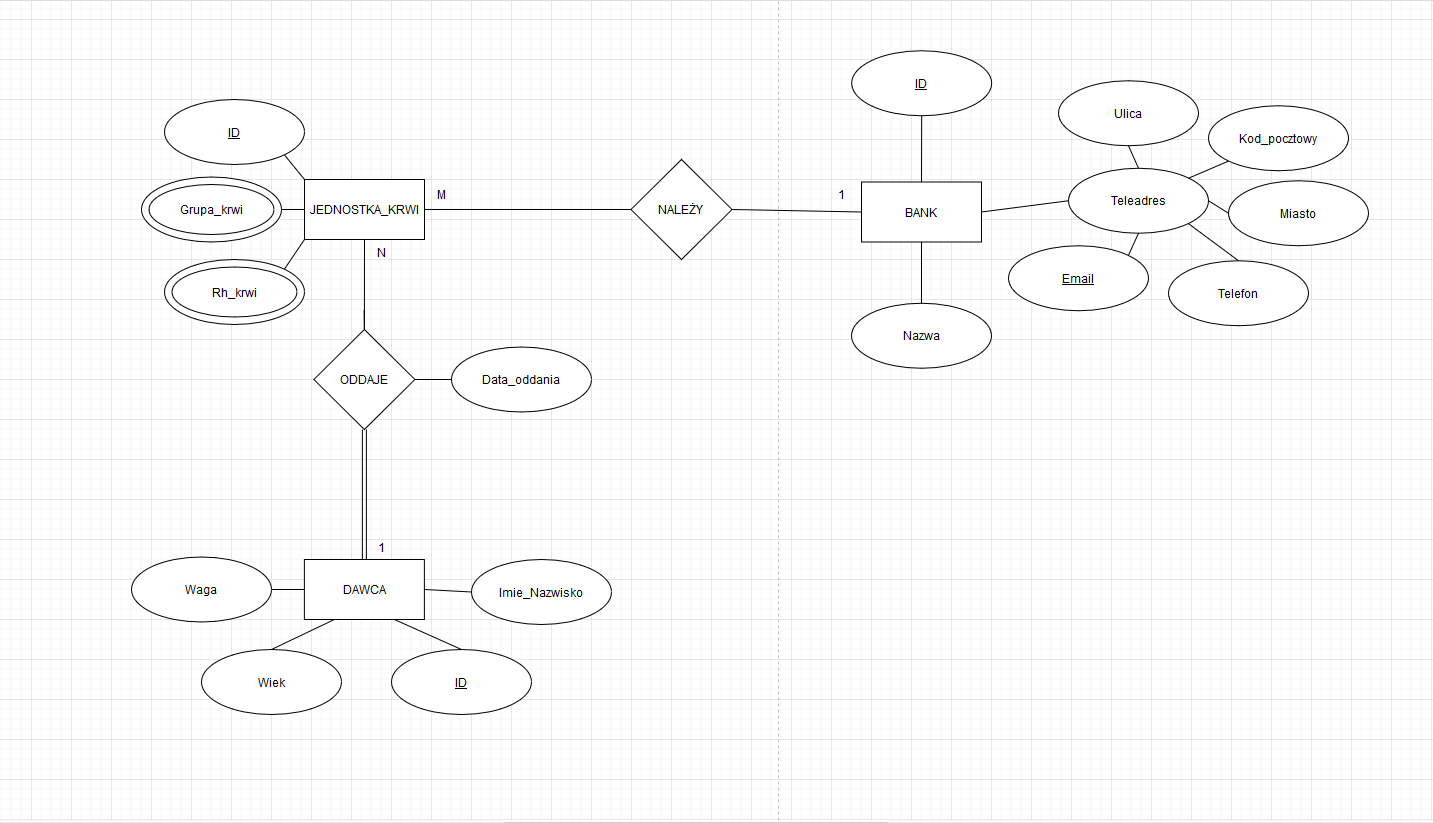 ID
Grupa_krwi
JEDNOSTKA_KRWI
Rh_krwi
M
N
NALEŻY
1
ID
BANK
Nazwa
Ulica
Kod_pocztowy
Teleadres
Miasto
Email
Telefon
ODDAJE
Data_oddania
1
Waga
DAWCA
Imie_Nazwisko
Wiek
ID